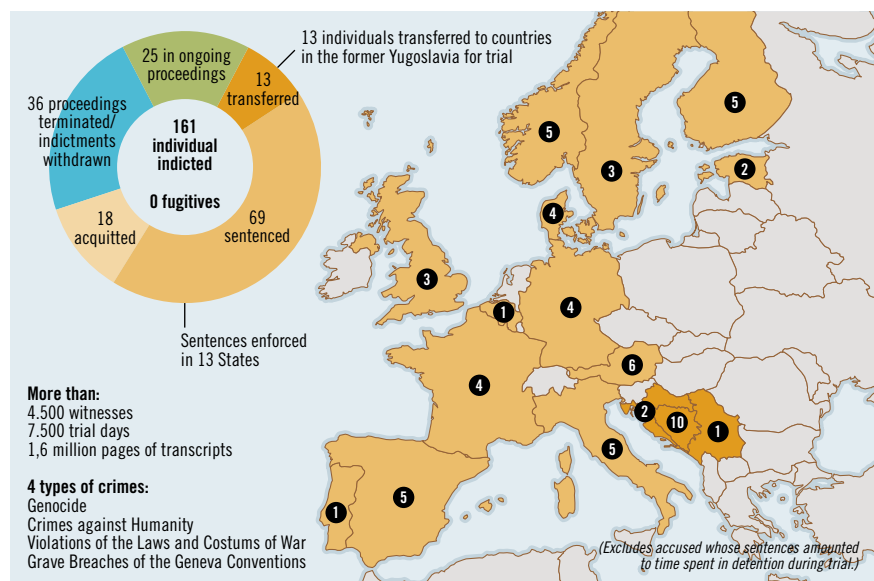 25 in ongoing
proceedings
13
transferred
13 individuals transferred to countries
in the former Yugoslavia for trial
36 proceedings
terminated/
indictments
withdrawn
161
individual
indicted
0 fugitives
18
acquitted
69
sentenced
Sentences enforced
in 13 States
More than:
4.500 witnesses
7.500 trial days
1,6 million pages of transcripts
4 types of crimes:
Genocide
Crimes against Humanity
Violations of the Laws and Costums of War
Grave Breaches of the Geneva Conventions
5
5
3
2
4
3
1
4
6
4
2
10
1
5
5
1
(Excludes accused whose sentences amounted
to time spent in detention during trial.)